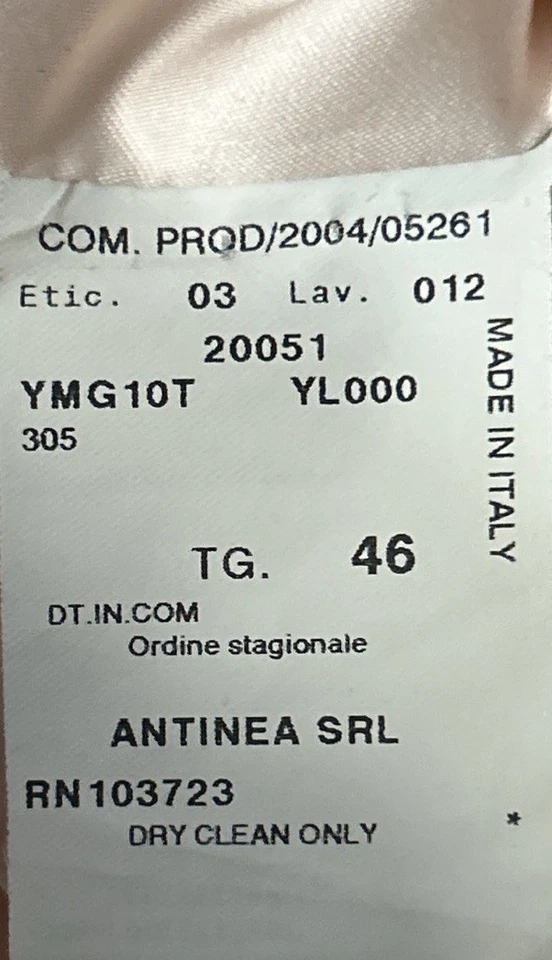 COM. PROD/2004/05261
Etic. 03 Lav. 012
20051
YMG10T YL000
305
MADE IN ITALY
TG. 46
DT.IN.COM
Ordine stagionale
ANTINEA SRL
RN103723
DRY CLEAN ONLY
*